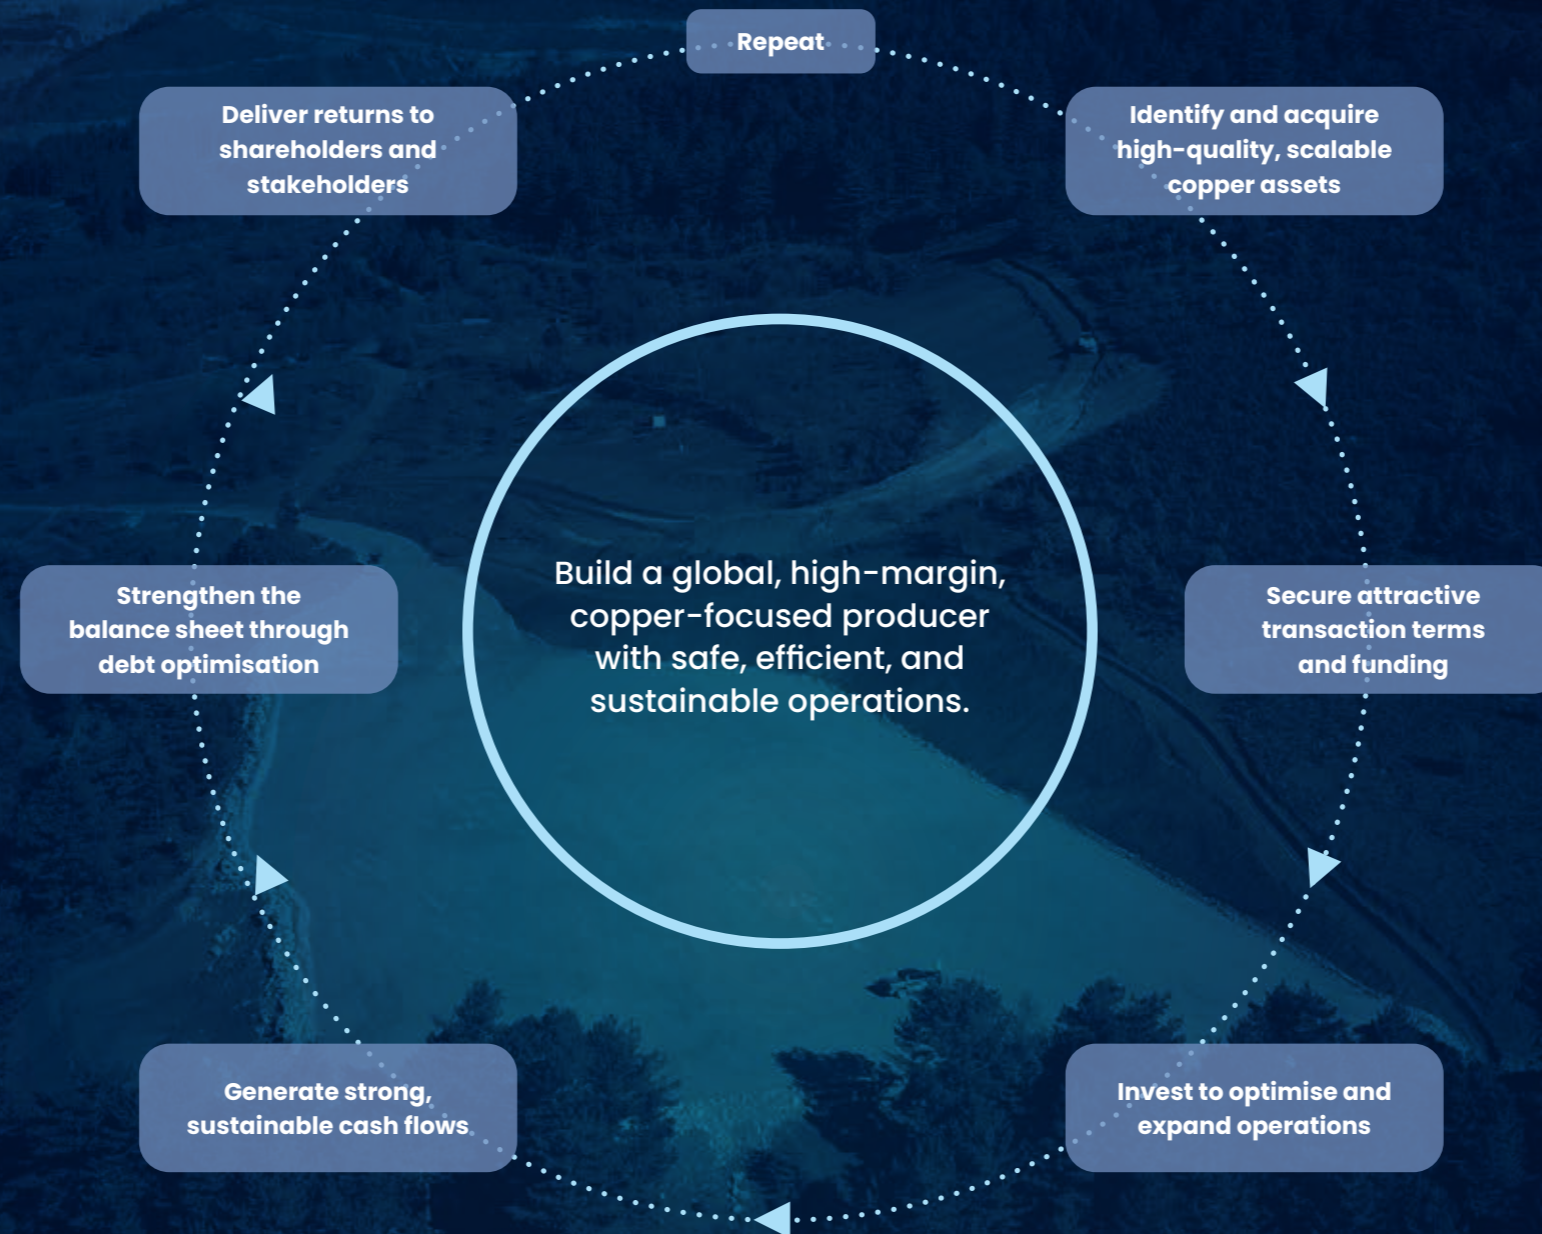 Repeat
Identify and acquire
high-quality, scalable
copper assets
Secure attractive
transaction terms
and funding
Invest to optimise and
expand operations
Generate strong,
sustainable cash flows
Strengthen the
balance sheet through
debt optimisation
Deliver returns to
shareholders and
stakeholders
Build a global, high-margin,
copper-focused producer
with safe, efficient, and
sustainable operations.